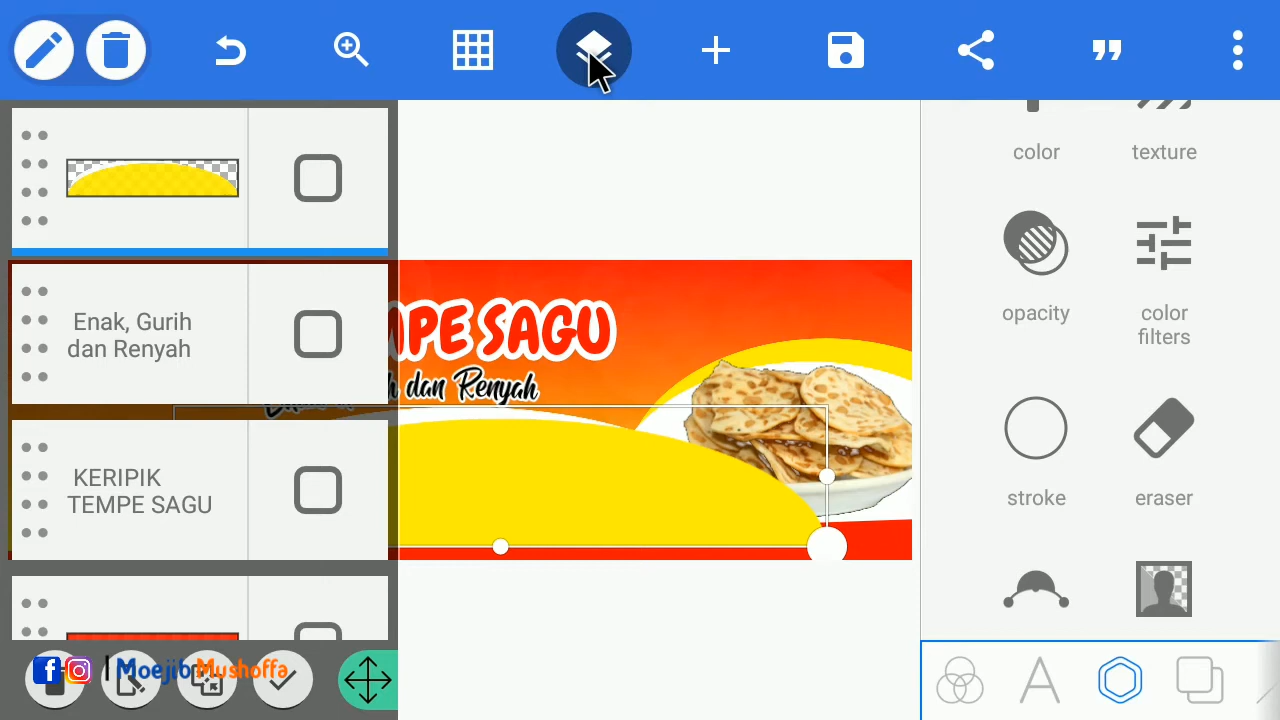 color
texture
Enak, Gurih
dan Renyah
MPE SAGU
opacity
color
filters
h dan Renyah
KERIPIK
TEMPE SAGU
stroke
eraser
Moejib Mushoffa